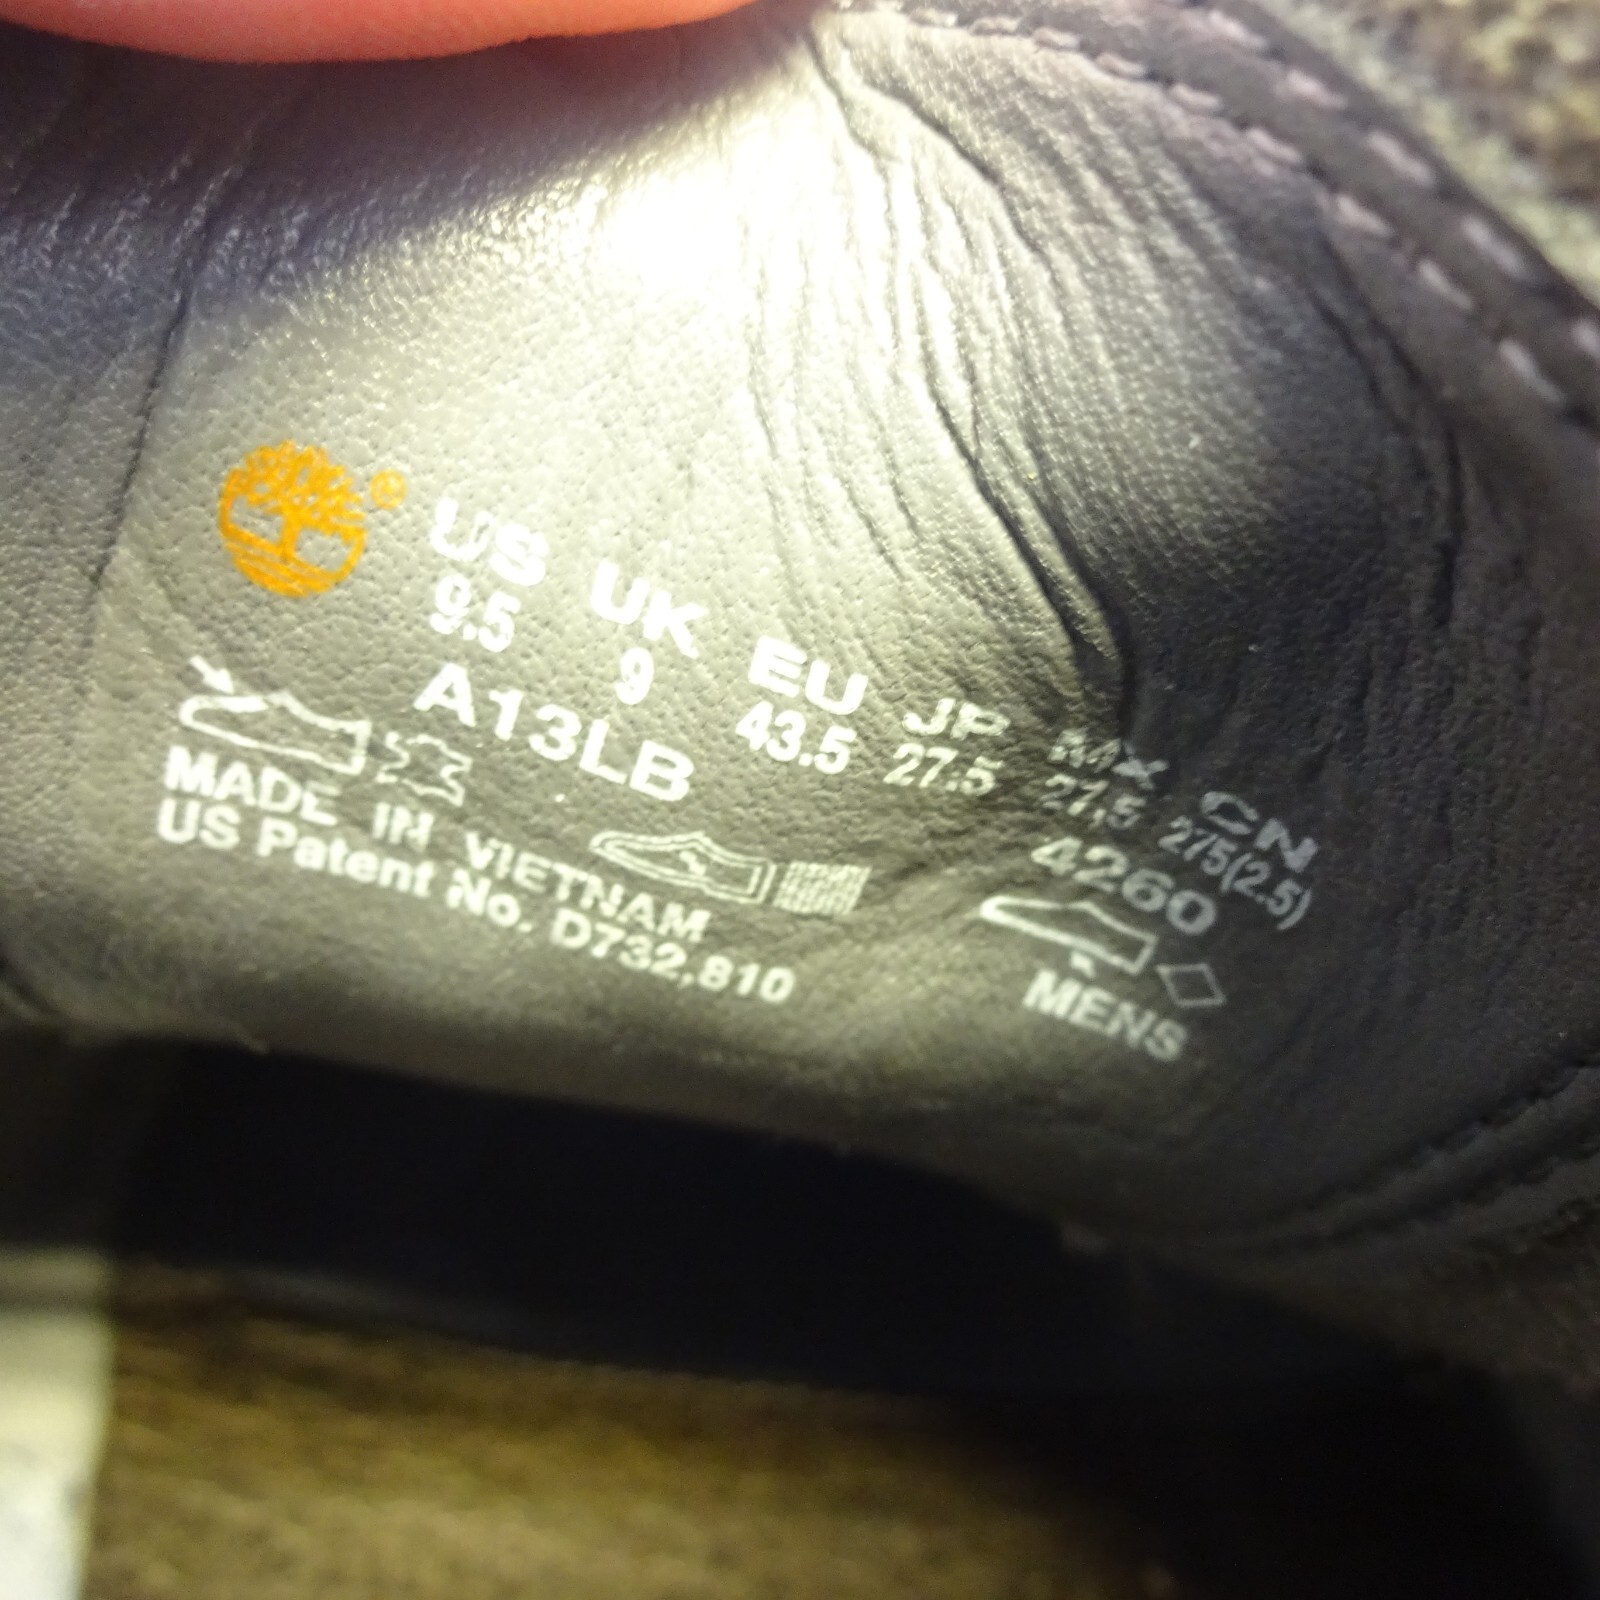 ®
US UK EU JP MX CN
9.5 9 43.5 27.5 27.5 275(2.5)
A13LB 4260
MADE IN VIETNAM
US Patent No. D732,810
MENS